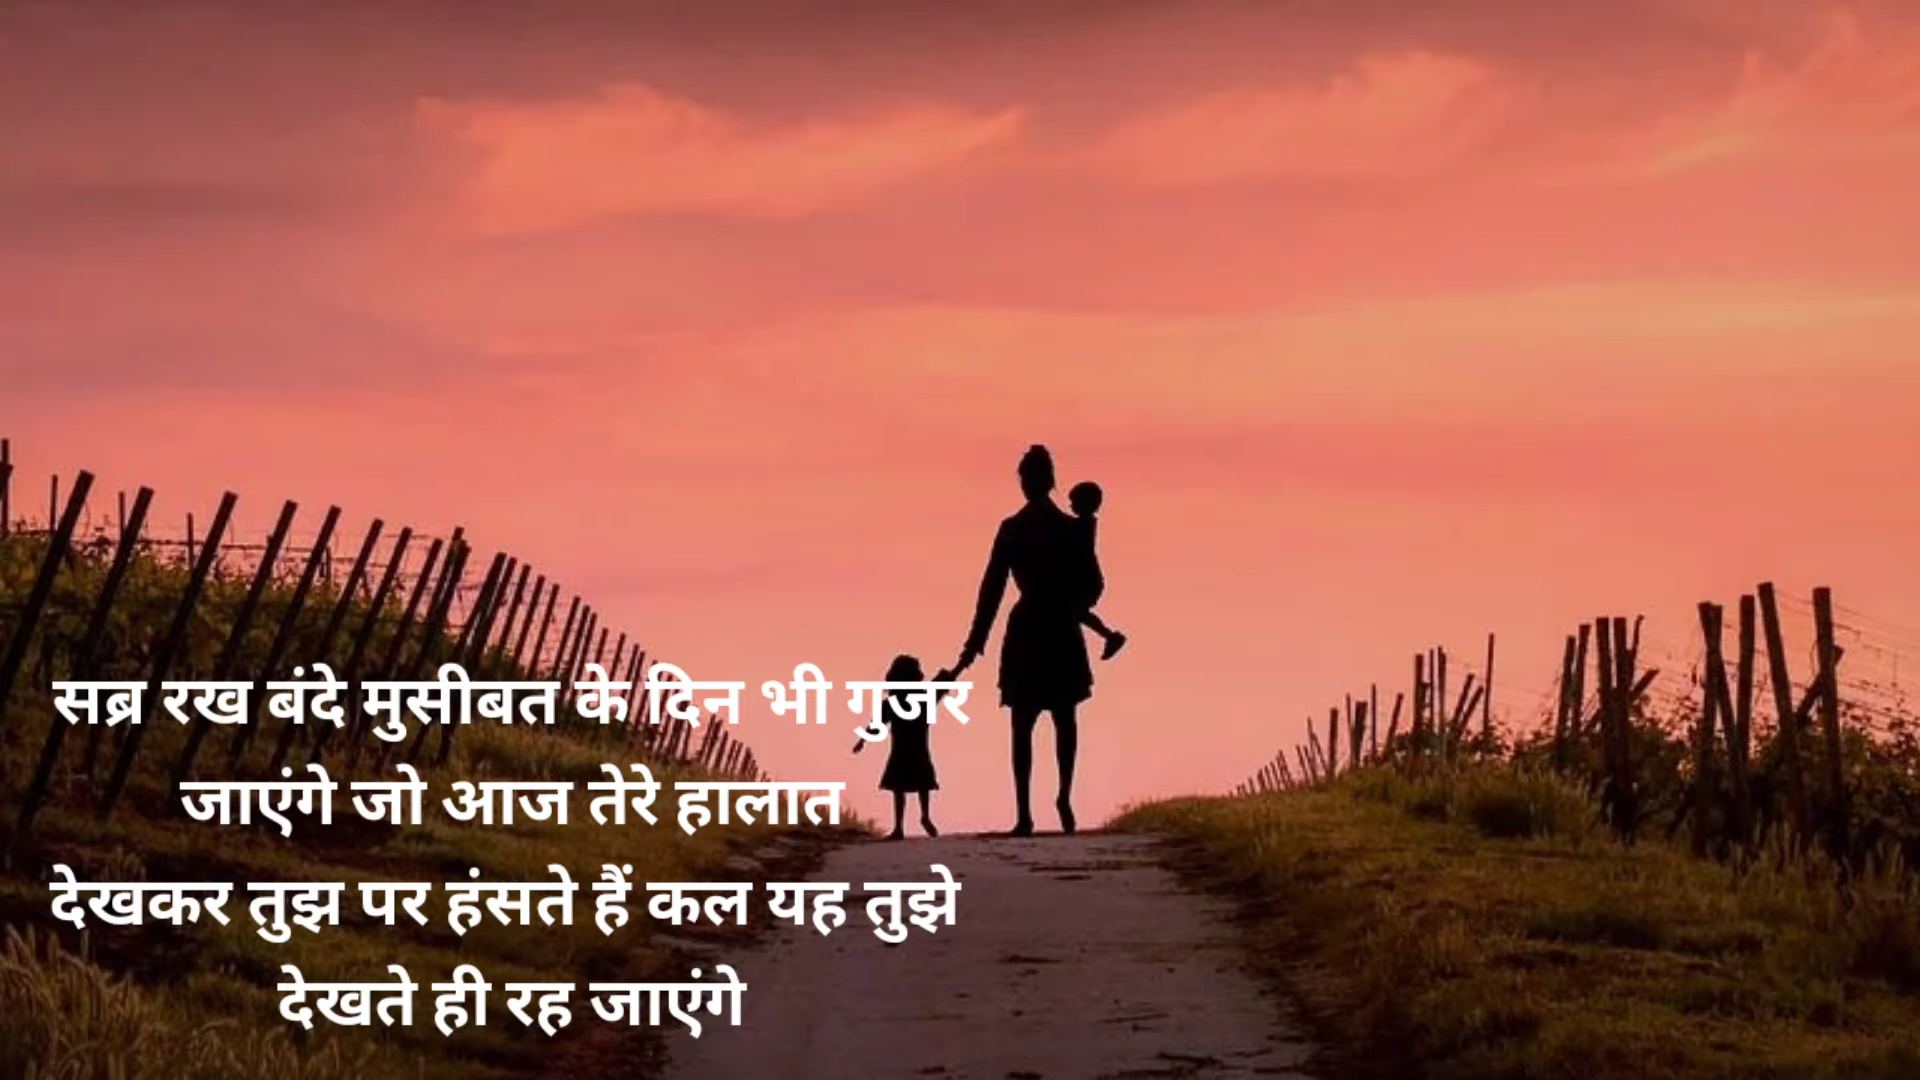 सब्र रख बंदे मुसीबत के दिन भी गुजर
जाएंगे जो आज तेरे हालात
देखकर तुझ पर हंसते हैं कल यह तुझे
देखते ही रह जाएंगे